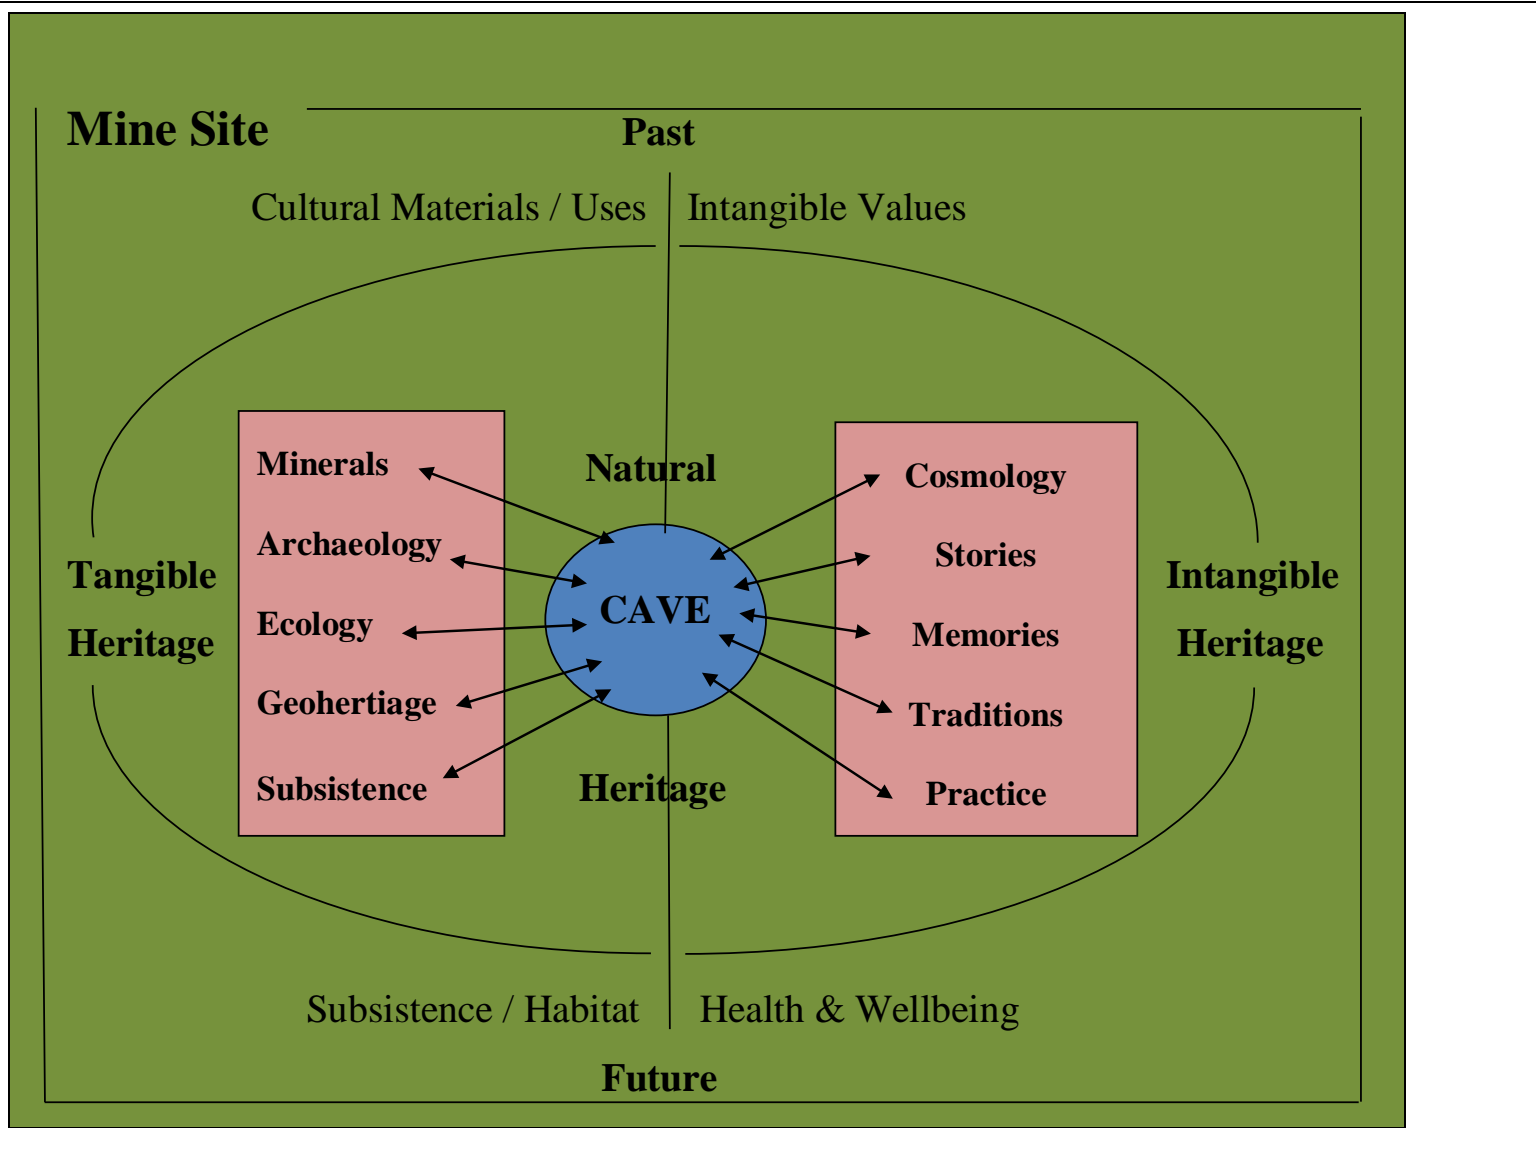 Mine Site
Past
Cultural Materials / Uses
Intangible Values
Natural
Minerals
Archaeology
Ecology
Geohertiage
Subsistence
Tangible
Heritage
CAVE
Cosmology
Stories
Memories
Traditions
Practice
Intangible
Heritage
Heritage
Subsistence / Habitat
Health & Wellbeing
Future